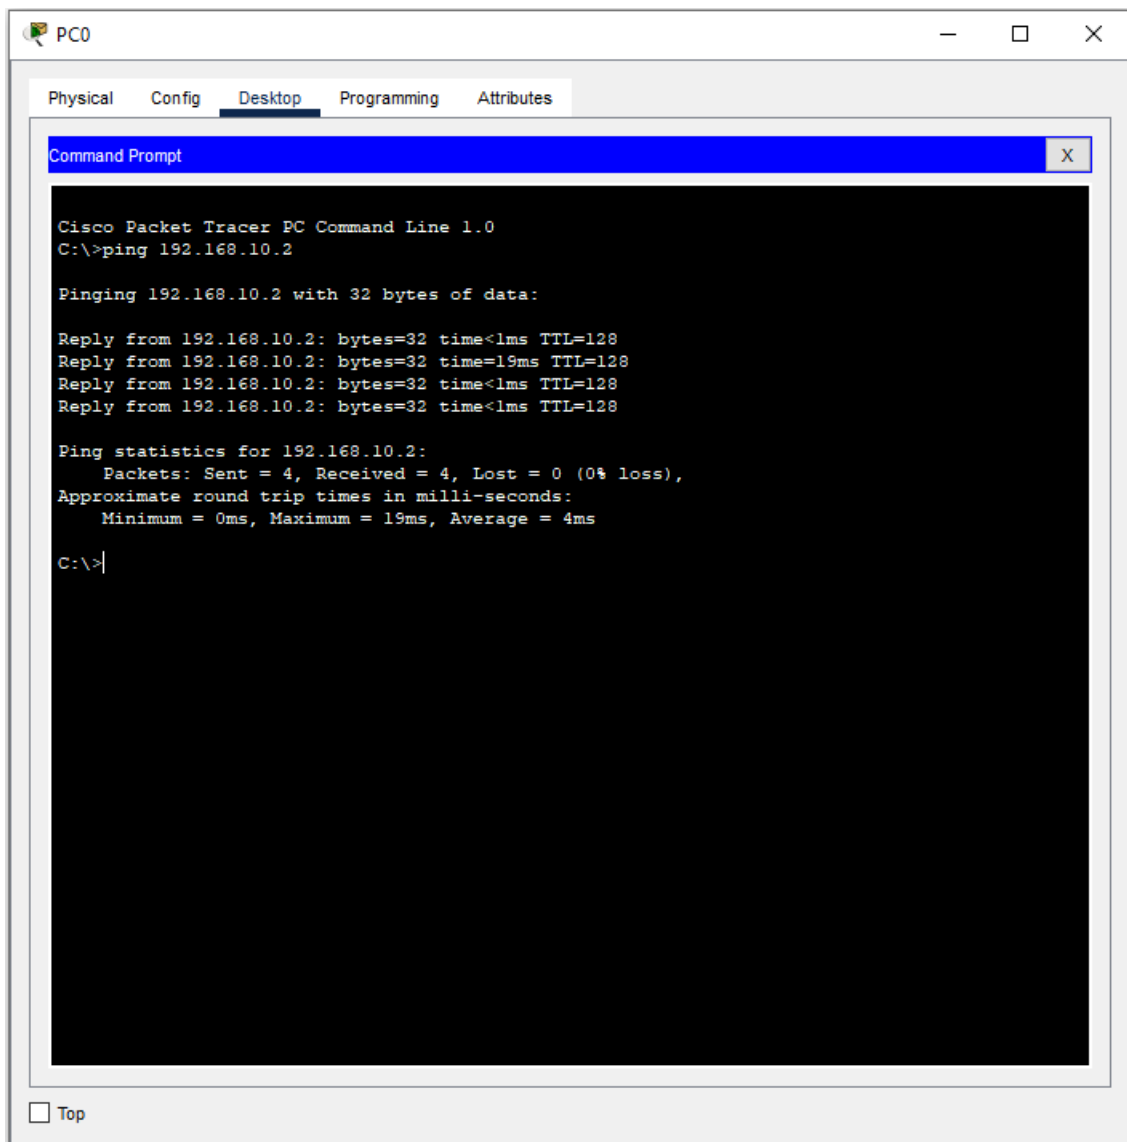 PC0
Physical Config Desktop Programming Attributes
Command Prompt
X
Cisco Packet Tracer PC Command Line 1.0
C:\>ping 192.168.10.2
Pinging 192.168.10.2 with 32 bytes of data:
Reply from 192.168.10.2: bytes=32 time<1ms TTL=128
Reply from 192.168.10.2: bytes=32 time=19ms TTL=128
Reply from 192.168.10.2: bytes=32 time<1ms TTL=128
Reply from 192.168.10.2: bytes=32 time<1ms TTL=128
Ping statistics for 192.168.10.2:
    Packets: Sent = 4, Received = 4, Lost = 0 (0% loss),
Approximate round trip times in milli-seconds:
    Minimum = 0ms, Maximum = 19ms, Average = 4ms
C:\>
Top